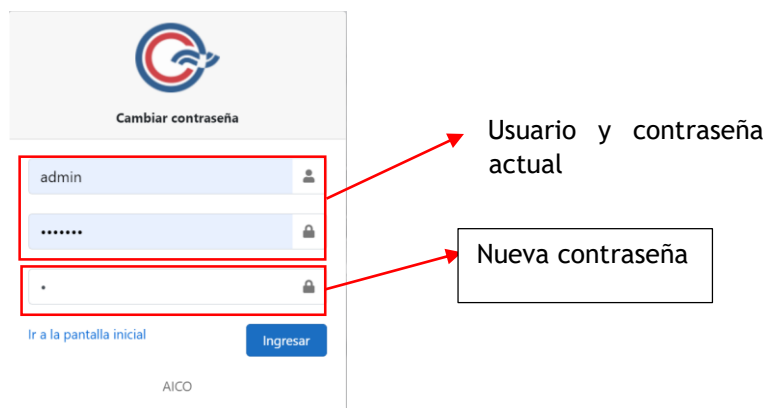 Cambiar contraseña
admin
•••••••
•
Ir a la pantalla inicial
Ingresar
AICO
Usuario y contraseña
actual
Nueva contraseña